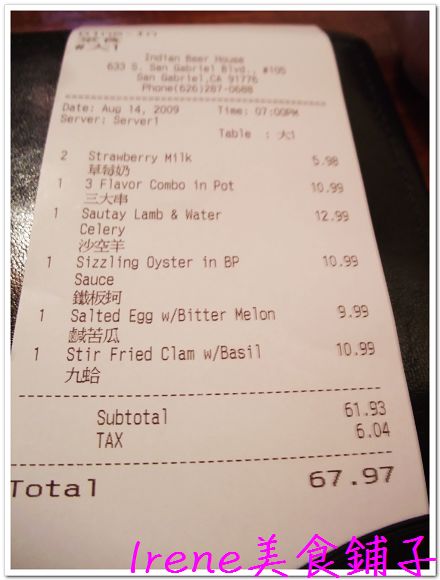 Dine-In
#大1
Indian Beer House
633 S. San Gabriel Blvd., #105
San Gabriel,CA 91776
Phone(626)287-0688
Date: Aug 14, 2009 Time: 07:00PM
Server: Server1
Table : 大1
2 Strawberry Milk 5.98
草莓奶
1 3 Flavor Combo in Pot 10.99
三大串
1 Sautay Lamb & Water 12.99
Celery
沙空羊
1 Sizzling Oyster in BP 10.99
Sauce
鐵板蚵
1 Salted Egg w/Bitter Melon 9.99
鹹苦瓜
1 Stir Fried Clam w/Basil 10.99
九蛤
Subtotal 61.93
TAX 6.04
Total 67.97
Irene美食鋪子